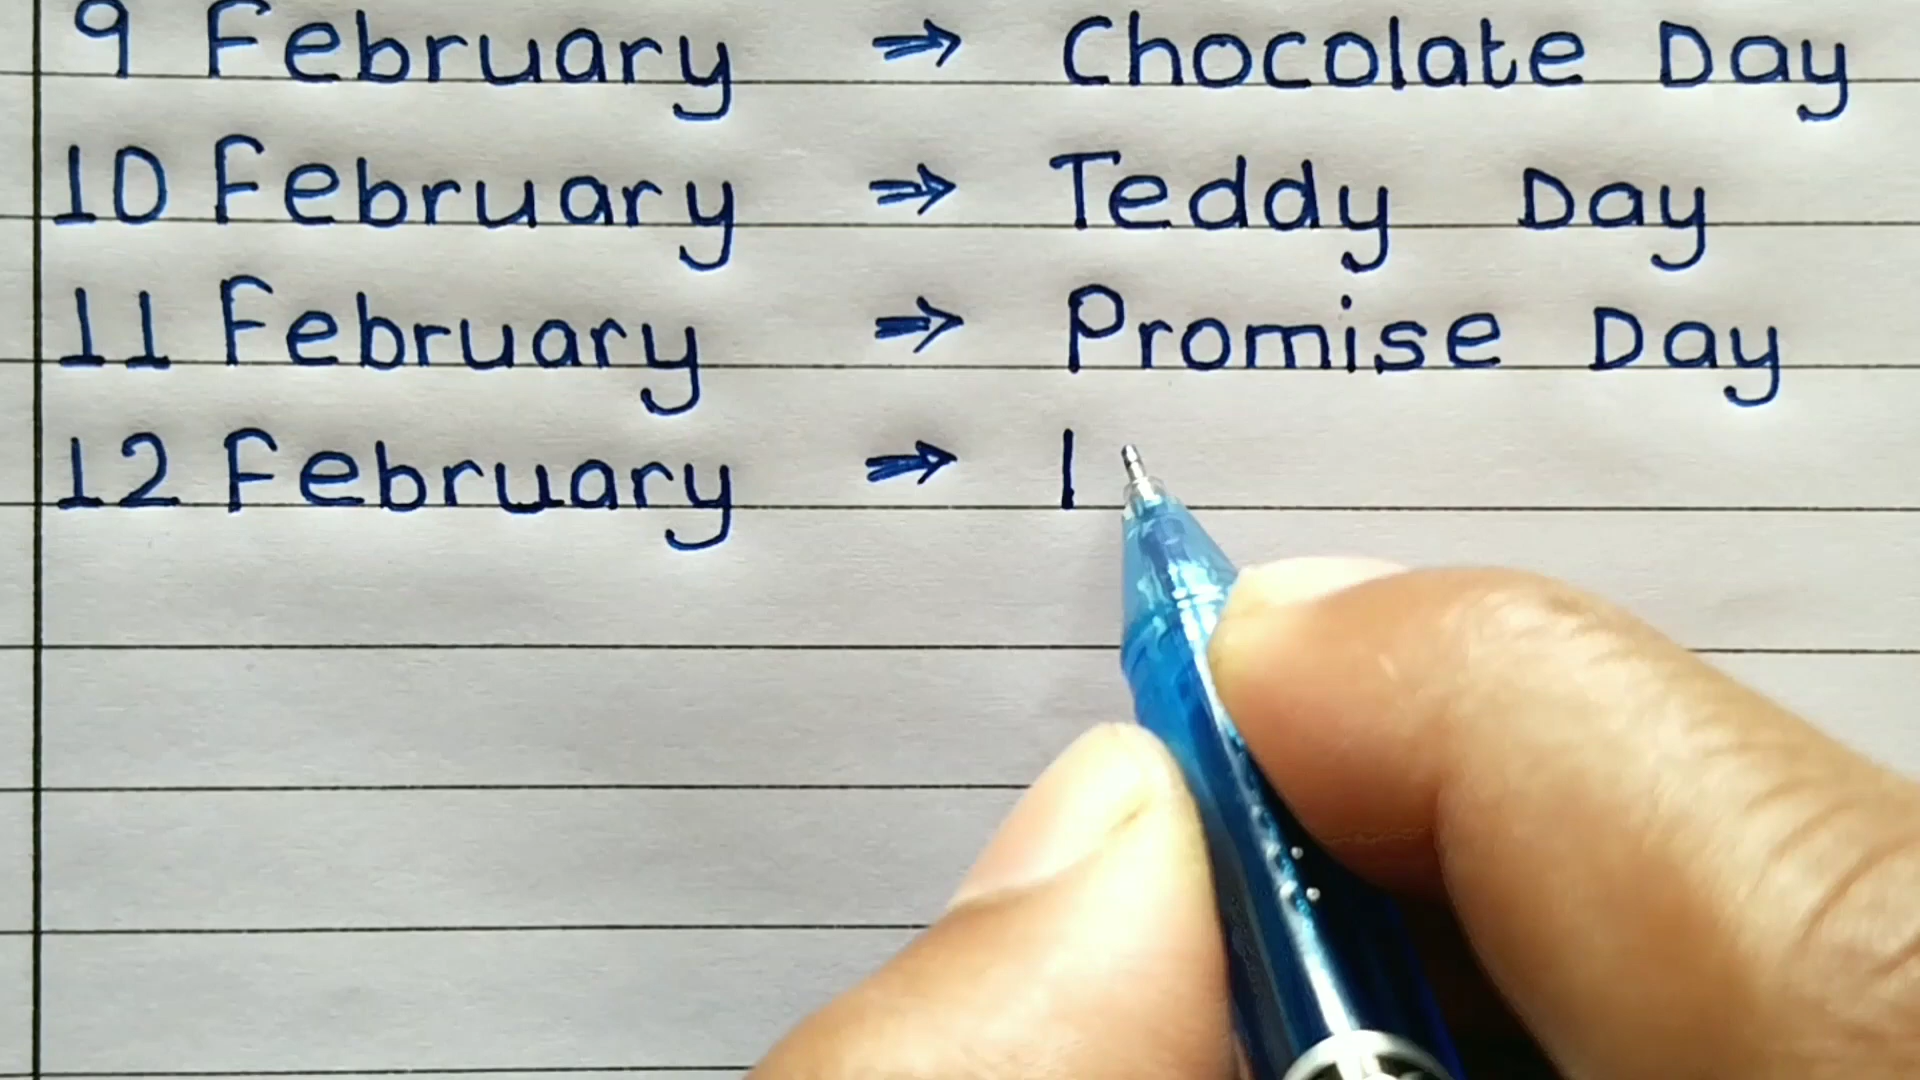 9 February ⇒ Chocolate Day
10 February ⇒ Teddy Day
11 February ⇒ Promise Day
12 February ⇒